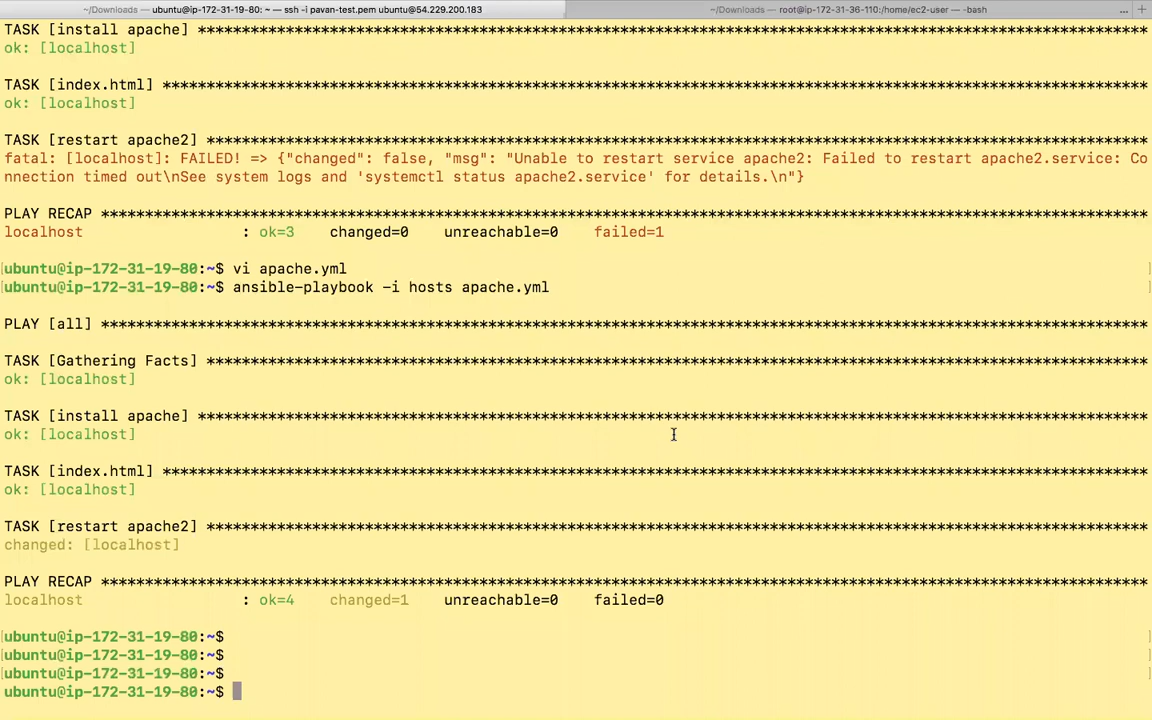 ~/Downloads — ubuntu@ip-172-31-19-80: ~ — ssh -i pavan-test.pem ubuntu@54.229.200.183
~/Downloads — root@ip-172-31-36-110:/home/ec2-user — -bash ... +
TASK [install apache] ************************************************************************************************************
ok: [localhost]
TASK [index.html] ****************************************************************************************************************
ok: [localhost]
TASK [restart apache2] ***********************************************************************************************************
fatal: [localhost]: FAILED! => {"changed": false, "msg": "Unable to restart service apache2: Failed to restart apache2.service: Co
nnection timed out\nSee system logs and 'systemctl status apache2.service' for details.\n"}
PLAY RECAP ***********************************************************************************************************************
localhost : ok=3 changed=0 unreachable=0 failed=1
ubuntu@ip-172-31-19-80:~$ vi apache.yml
ubuntu@ip-172-31-19-80:~$ ansible-playbook -i hosts apache.yml
PLAY [all] ***********************************************************************************************************************
TASK [Gathering Facts] ***********************************************************************************************************
ok: [localhost]
TASK [install apache] ************************************************************************************************************
ok: [localhost]
TASK [index.html] ****************************************************************************************************************
ok: [localhost]
TASK [restart apache2] ***********************************************************************************************************
changed: [localhost]
PLAY RECAP ***********************************************************************************************************************
localhost : ok=4 changed=1 unreachable=0 failed=0
ubuntu@ip-172-31-19-80:~$
ubuntu@ip-172-31-19-80:~$
ubuntu@ip-172-31-19-80:~$
ubuntu@ip-172-31-19-80:~$